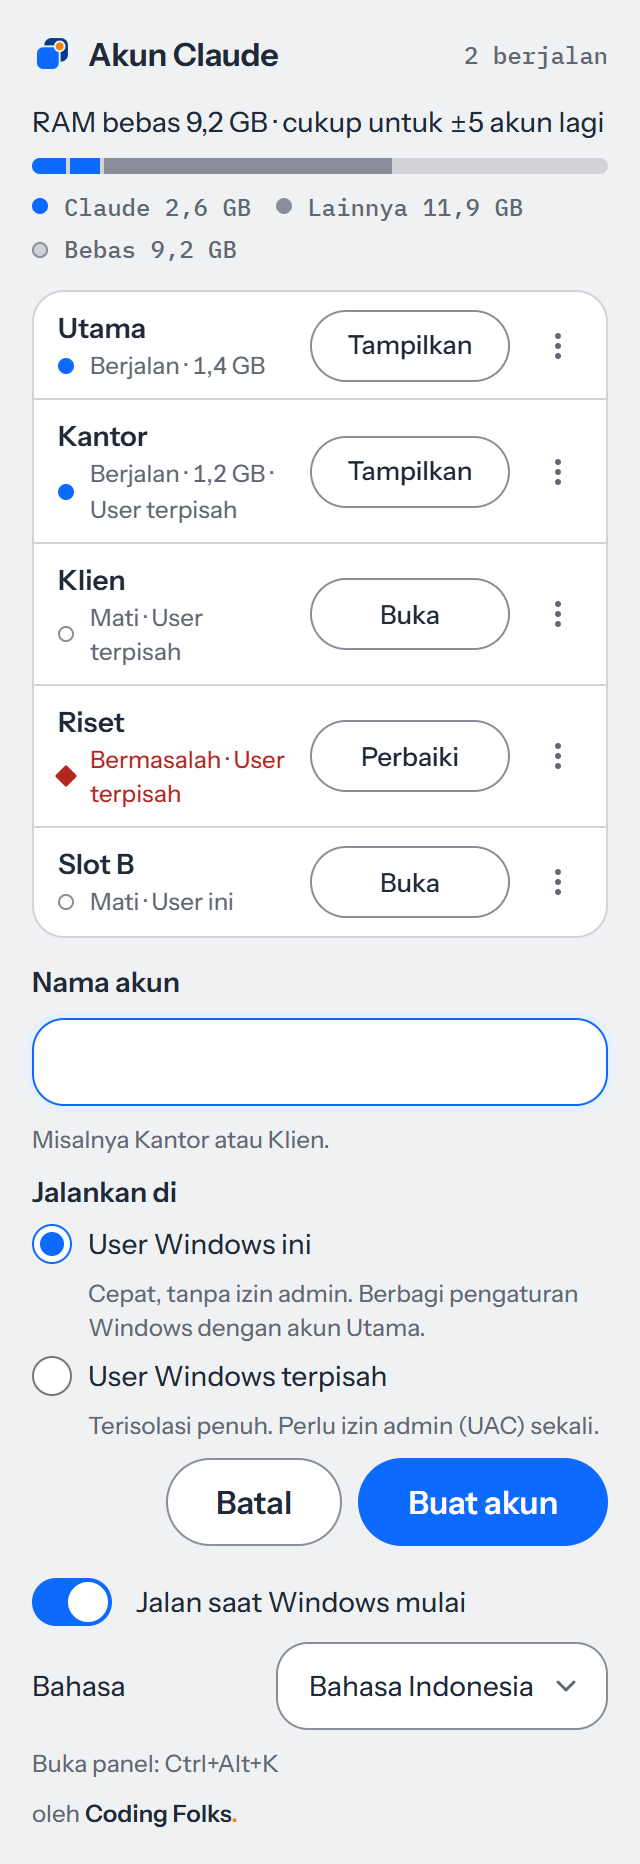 Akun Claude
2 berjalan
RAM bebas 9,2 GB · cukup untuk ±5 akun lagi
Claude 2,6 GB
Lainnya 11,9 GB
Bebas 9,2 GB
Utama
Berjalan · 1,4 GB
Tampilkan
Kantor
Berjalan · 1,2 GB ·
User terpisah
Tampilkan
Klien
Mati · User
terpisah
Buka
Riset
Bermasalah · User
terpisah
Perbaiki
Slot B
Mati · User ini
Buka
Nama akun
Misalnya Kantor atau Klien.
Jalankan di
User Windows ini
Cepat, tanpa izin admin. Berbagi pengaturan
Windows dengan akun Utama.
User Windows terpisah
Terisolasi penuh. Perlu izin admin (UAC) sekali.
Batal
Buat akun
Jalan saat Windows mulai
Bahasa
Bahasa Indonesia
Buka panel: Ctrl+Alt+K
oleh Coding Folks.